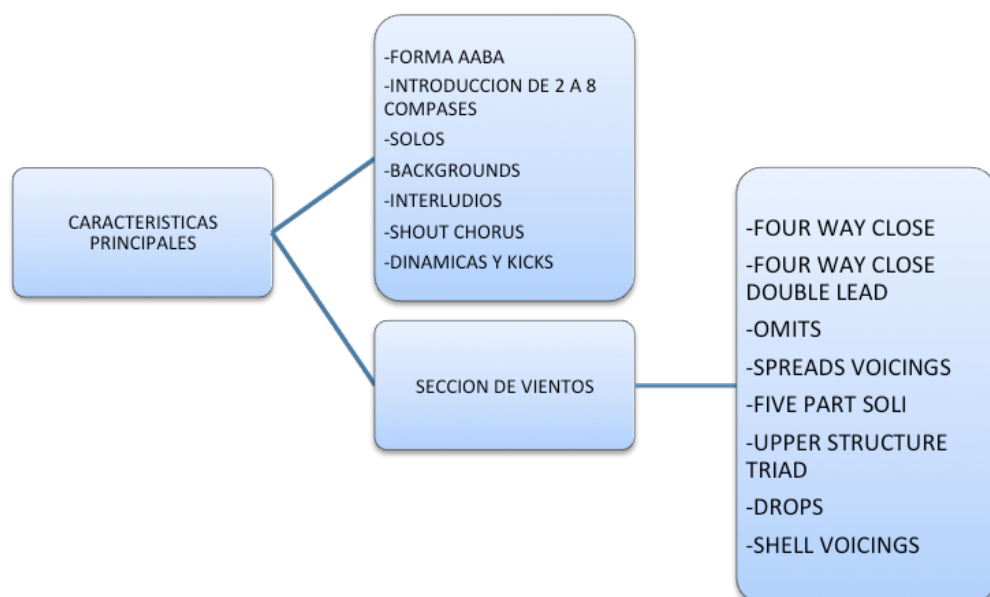 CARACTERISTICAS
PRINCIPALES
-FORMA AABA
-INTRODUCCION DE 2 A 8
COMPASES
-SOLOS
-BACKGROUNDS
-INTERLUDIOS
-SHOUT CHORUS
-DINAMICAS Y KICKS
SECCION DE VIENTOS
-FOUR WAY CLOSE
-FOUR WAY CLOSE
DOUBLE LEAD
-OMITS
-SPREADS VOICINGS
-FIVE PART SOLI
-UPPER STRUCTURE
TRIAD
-DROPS
-SHELL VOICINGS